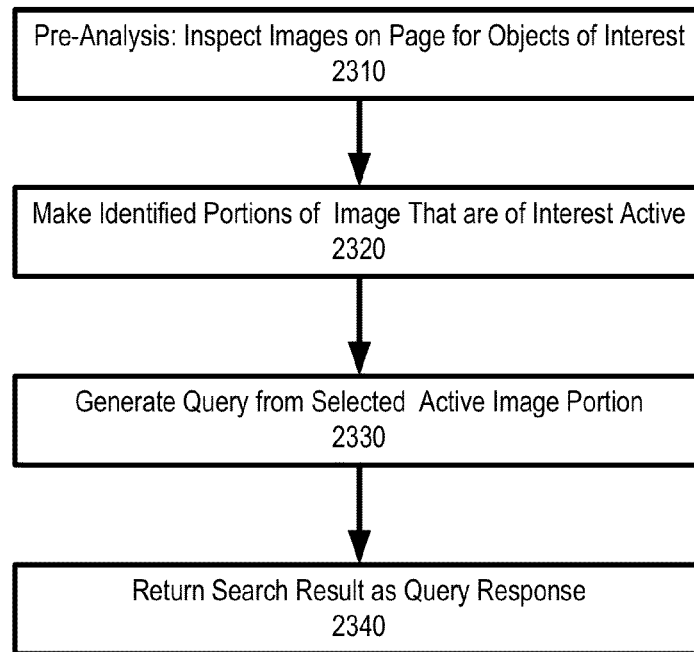 Pre-Analysis: Inspect Images on Page for Objects of Interest
2310
Make Identified Portions of Image That are of Interest Active
2320
Generate Query from Selected Active Image Portion
2330
Return Search Result as Query Response
2340